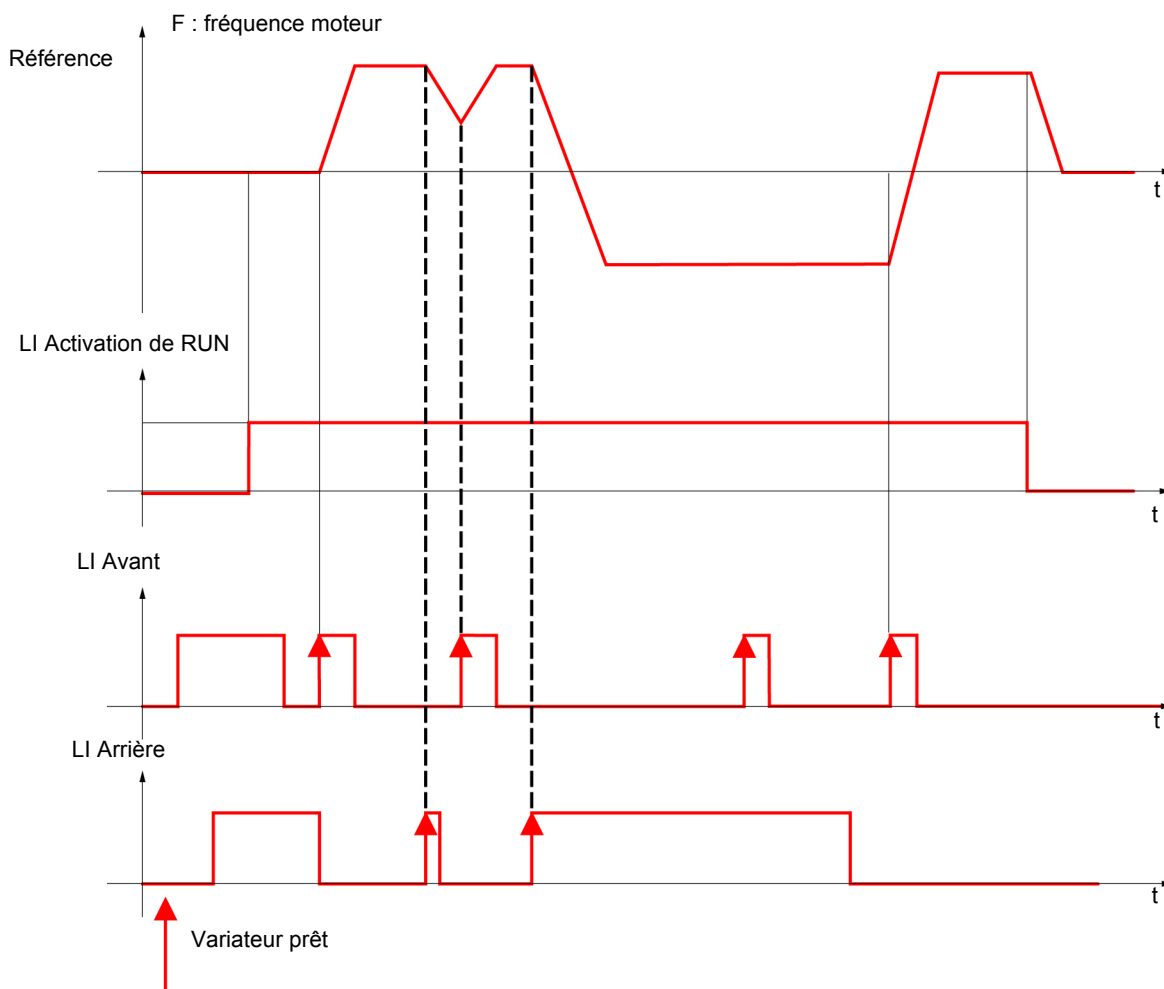 F : fréquence moteur
Référence
t
LI Activation de RUN
t
LI Avant
t
LI Arrière
t
Variateur prêt